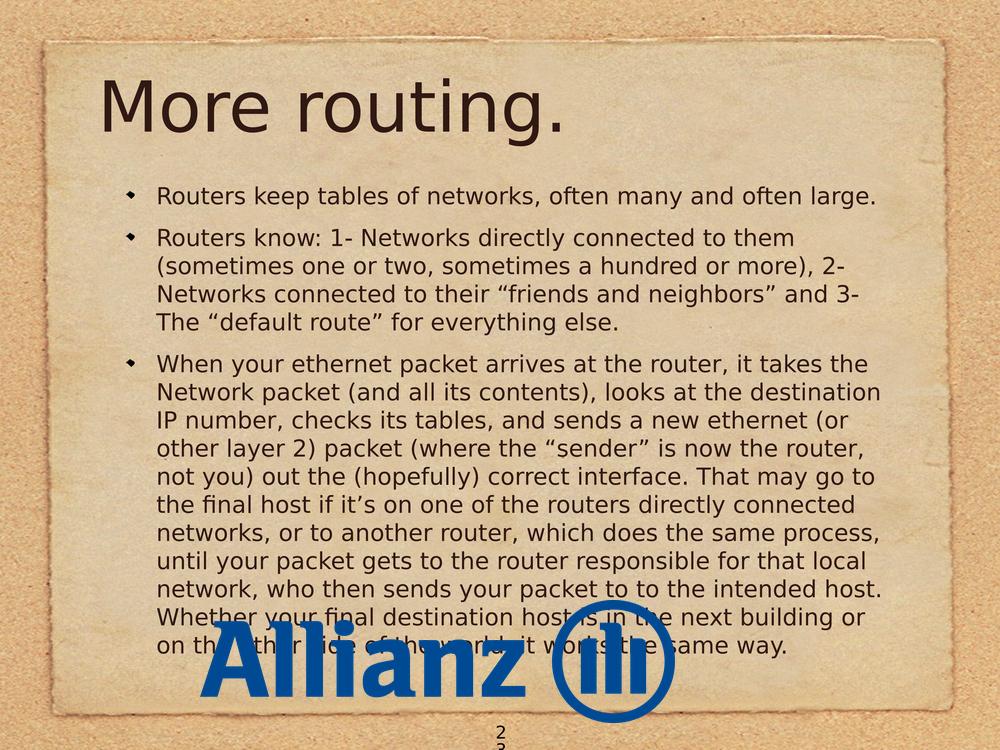 More routing.
Routers keep tables of networks, often many and often large.
Routers know: 1- Networks directly connected to them
(sometimes one or two, sometimes a hundred or more), 2-
Networks connected to their “friends and neighbors” and 3-
The “default route” for everything else.
When your ethernet packet arrives at the router, it takes the
Network packet (and all its contents), looks at the destination
IP number, checks its tables, and sends a new ethernet (or
other layer 2) packet (where the “sender” is now the router,
not you) out the (hopefully) correct interface. That may go to
the final host if it’s on one of the routers directly connected
networks, or to another router, which does the same process,
until your packet gets to the router responsible for that local
network, who then sends your packet to to the intended host.
Whether your final destination host is in the next building or
on the other side of the world, it works the same way.
Allianz
2
3